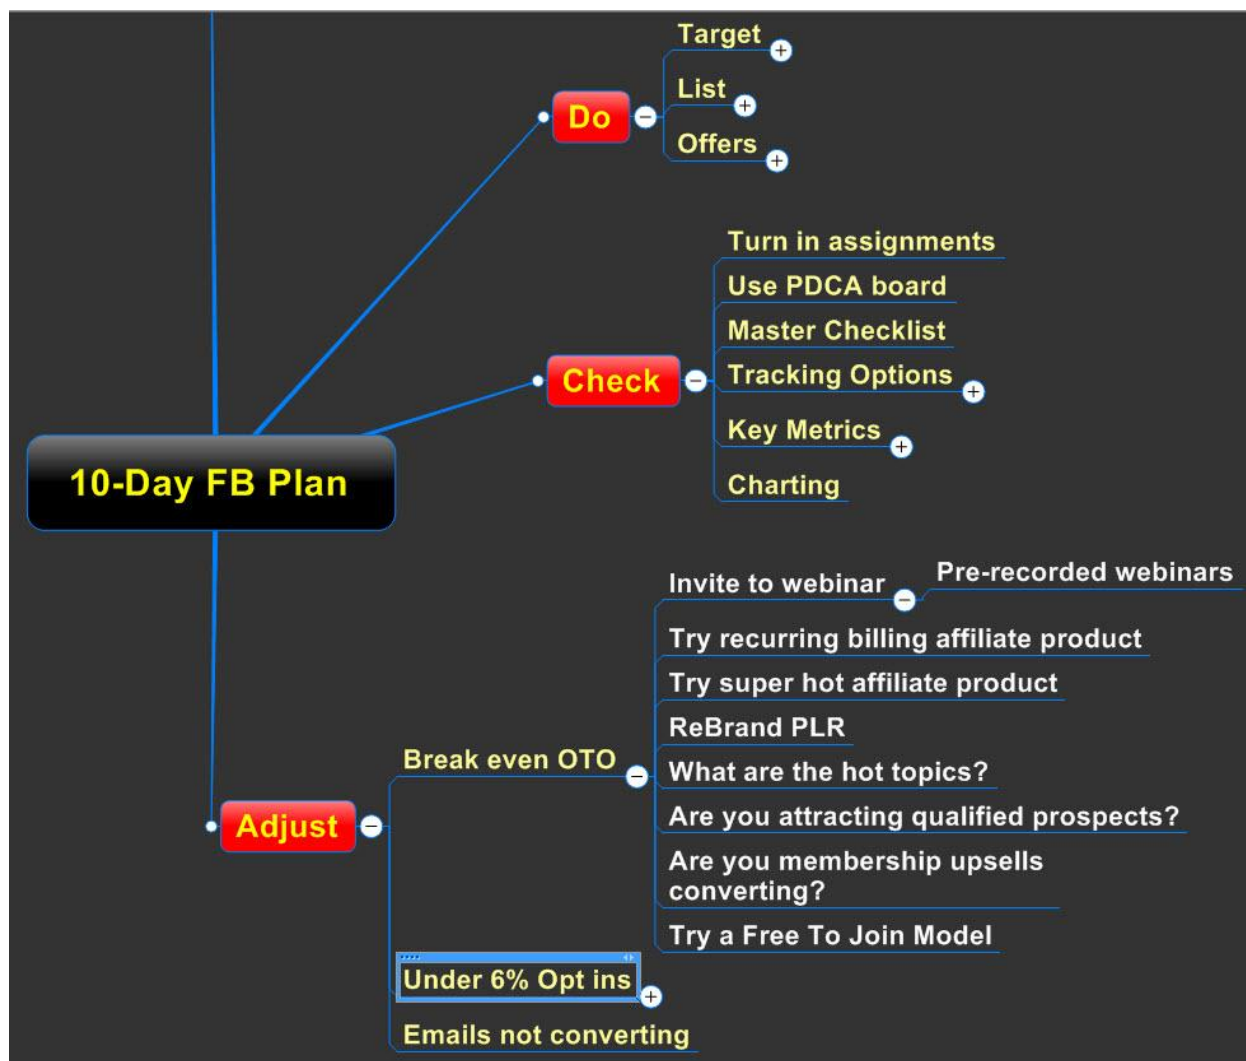 Target
List
Do
Offers
Turn in assignments
Use PDCA board
Master Checklist
Check
Tracking Options
Key Metrics
Charting
10-Day FB Plan
Invite to webinar
Pre-recorded webinars
Try recurring billing affiliate product
Try super hot affiliate product
ReBrand PLR
Break even OTO
What are the hot topics?
Adjust
Are you attracting qualified prospects?
Are you membership upsells
converting?
Try a Free To Join Model
Under 6% Opt ins
Emails not converting